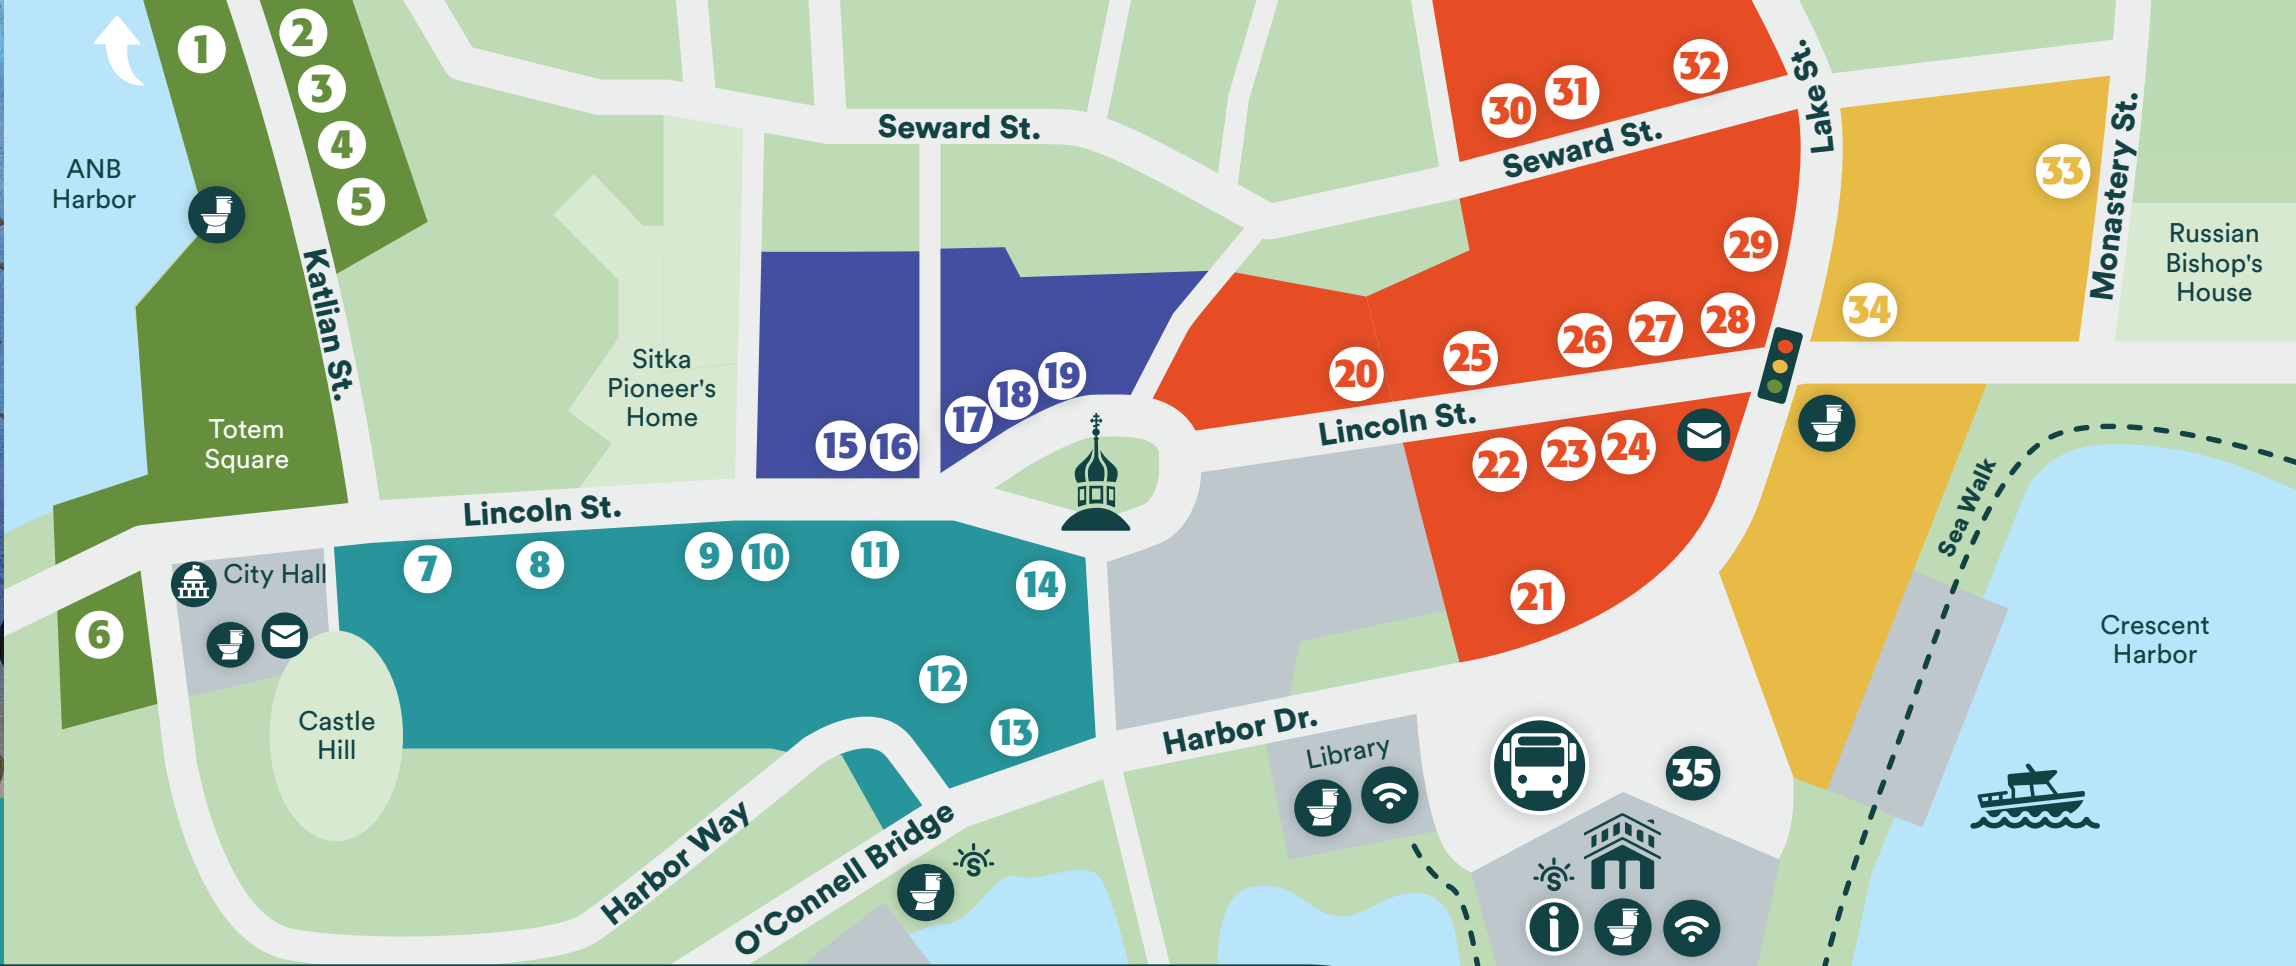 1
2
3
4
5
ANB
Harbor
Katlian St.
Totem
Square
6
City Hall
Castle
Hill
Sitka
Pioneer's
Home
Seward St.
Lincoln St.
7
8
9
10
11
12
13
14
15
16
17
18
19
Harbor Way
O'Connell Bridge
S
Harbor Dr.
Library
Lincoln St.
20
21
22
23
24
25
26
27
28
29
30
31
32
Seward St.
Lake St.
33
34
Monastery St.
Russian
Bishop's
House
Sea Walk
Crescent
Harbor
35
S
i